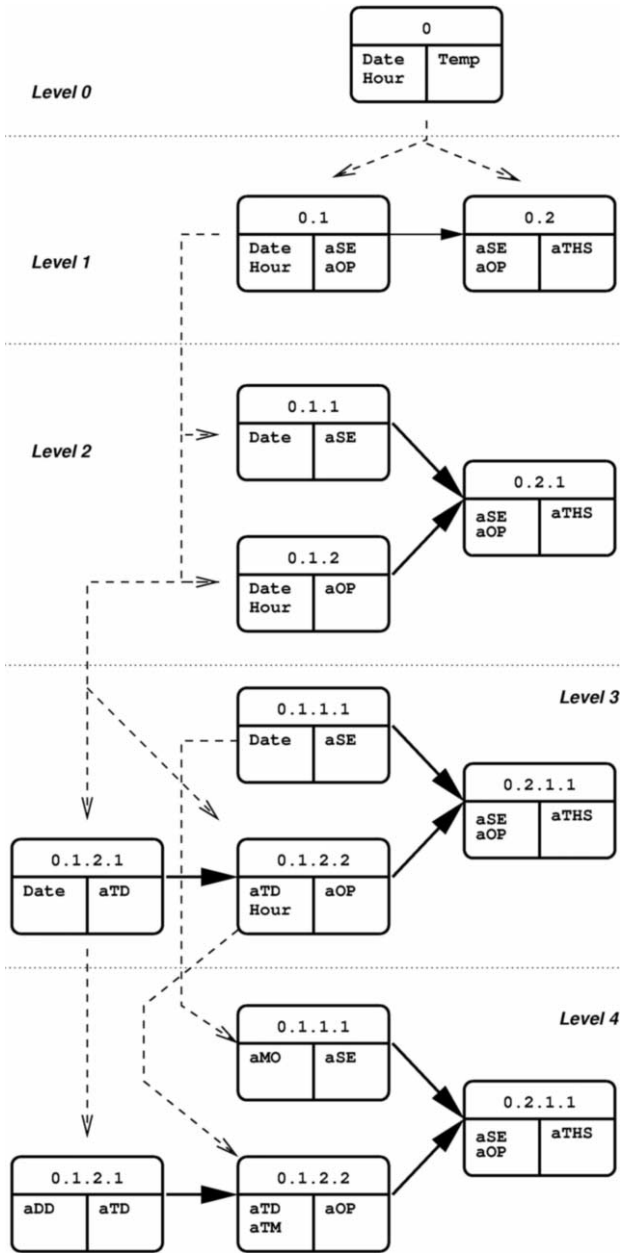 0
Date Temp
Hour
Level 0
0.1 0.2
Date aSE aSE aTHS
Hour aOP aOP
Level 1
0.1.1
Date aSE
Level 2
0.2.1
aSE aTHS
aOP
0.1.2
Date aOP
Hour
Level 3
0.1.1.1
Date aSE
0.2.1.1
aSE aTHS
aOP
0.1.2.1 0.1.2.2
Date aTD aTD aOP
Hour
Level 4
0.1.1.1
aMO aSE
0.2.1.1
aSE aTHS
aOP
0.1.2.1 0.1.2.2
aDD aTD aTD aOP
aTM